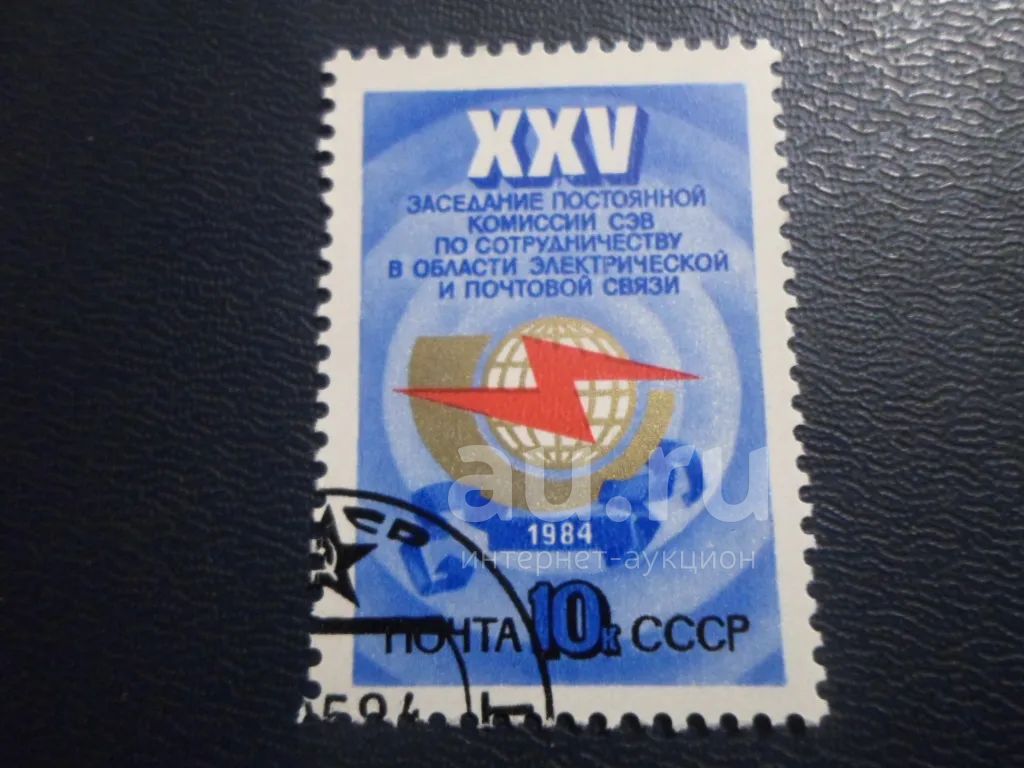 XXV
ЗАСЕДАНИЕ ПОСТОЯННОЙ
КОМИССИИ СЭВ
ПО СОТРУДНИЧЕСТВУ
В ОБЛАСТИ ЭЛЕКТРИЧЕСКОЙ
И ПОЧТОВОЙ СВЯЗИ
au.ru
интернет-аукцион
1984
ПОЧТА 10к СССР